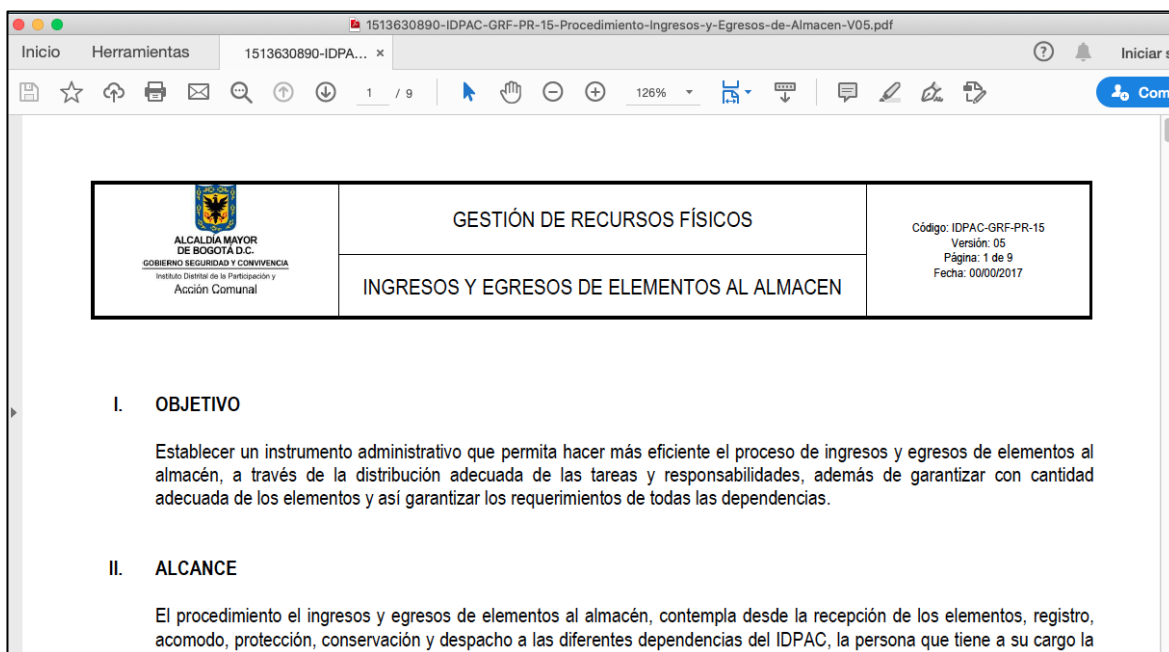 1513630890-IDPAC-GRF-PR-15-Procedimiento-Ingresos-y-Egresos-de-Almacen-V05.pdf
Inicio Herramientas 1513630890-IDPA... × ? Iniciar s
1 / 9 126% Com
ALCALDÍA MAYOR
DE BOGOTÁ D.C.
GOBIERNO SEGURIDAD Y CONVIVENCIA
Instituto Distrital de la Participación y
Acción Comunal
GESTIÓN DE RECURSOS FÍSICOS
INGRESOS Y EGRESOS DE ELEMENTOS AL ALMACEN
Código: IDPAC-GRF-PR-15
Versión: 05
Página: 1 de 9
Fecha: 00/00/2017
I. OBJETIVO
Establecer un instrumento administrativo que permita hacer más eficiente el proceso de ingresos y egresos de elementos al
almacén, a través de la distribución adecuada de las tareas y responsabilidades, además de garantizar con cantidad
adecuada de los elementos y así garantizar los requerimientos de todas las dependencias.
II. ALCANCE
El procedimiento el ingresos y egresos de elementos al almacén, contempla desde la recepción de los elementos, registro,
acomodo, protección, conservación y despacho a las diferentes dependencias del IDPAC, la persona que tiene a su cargo la